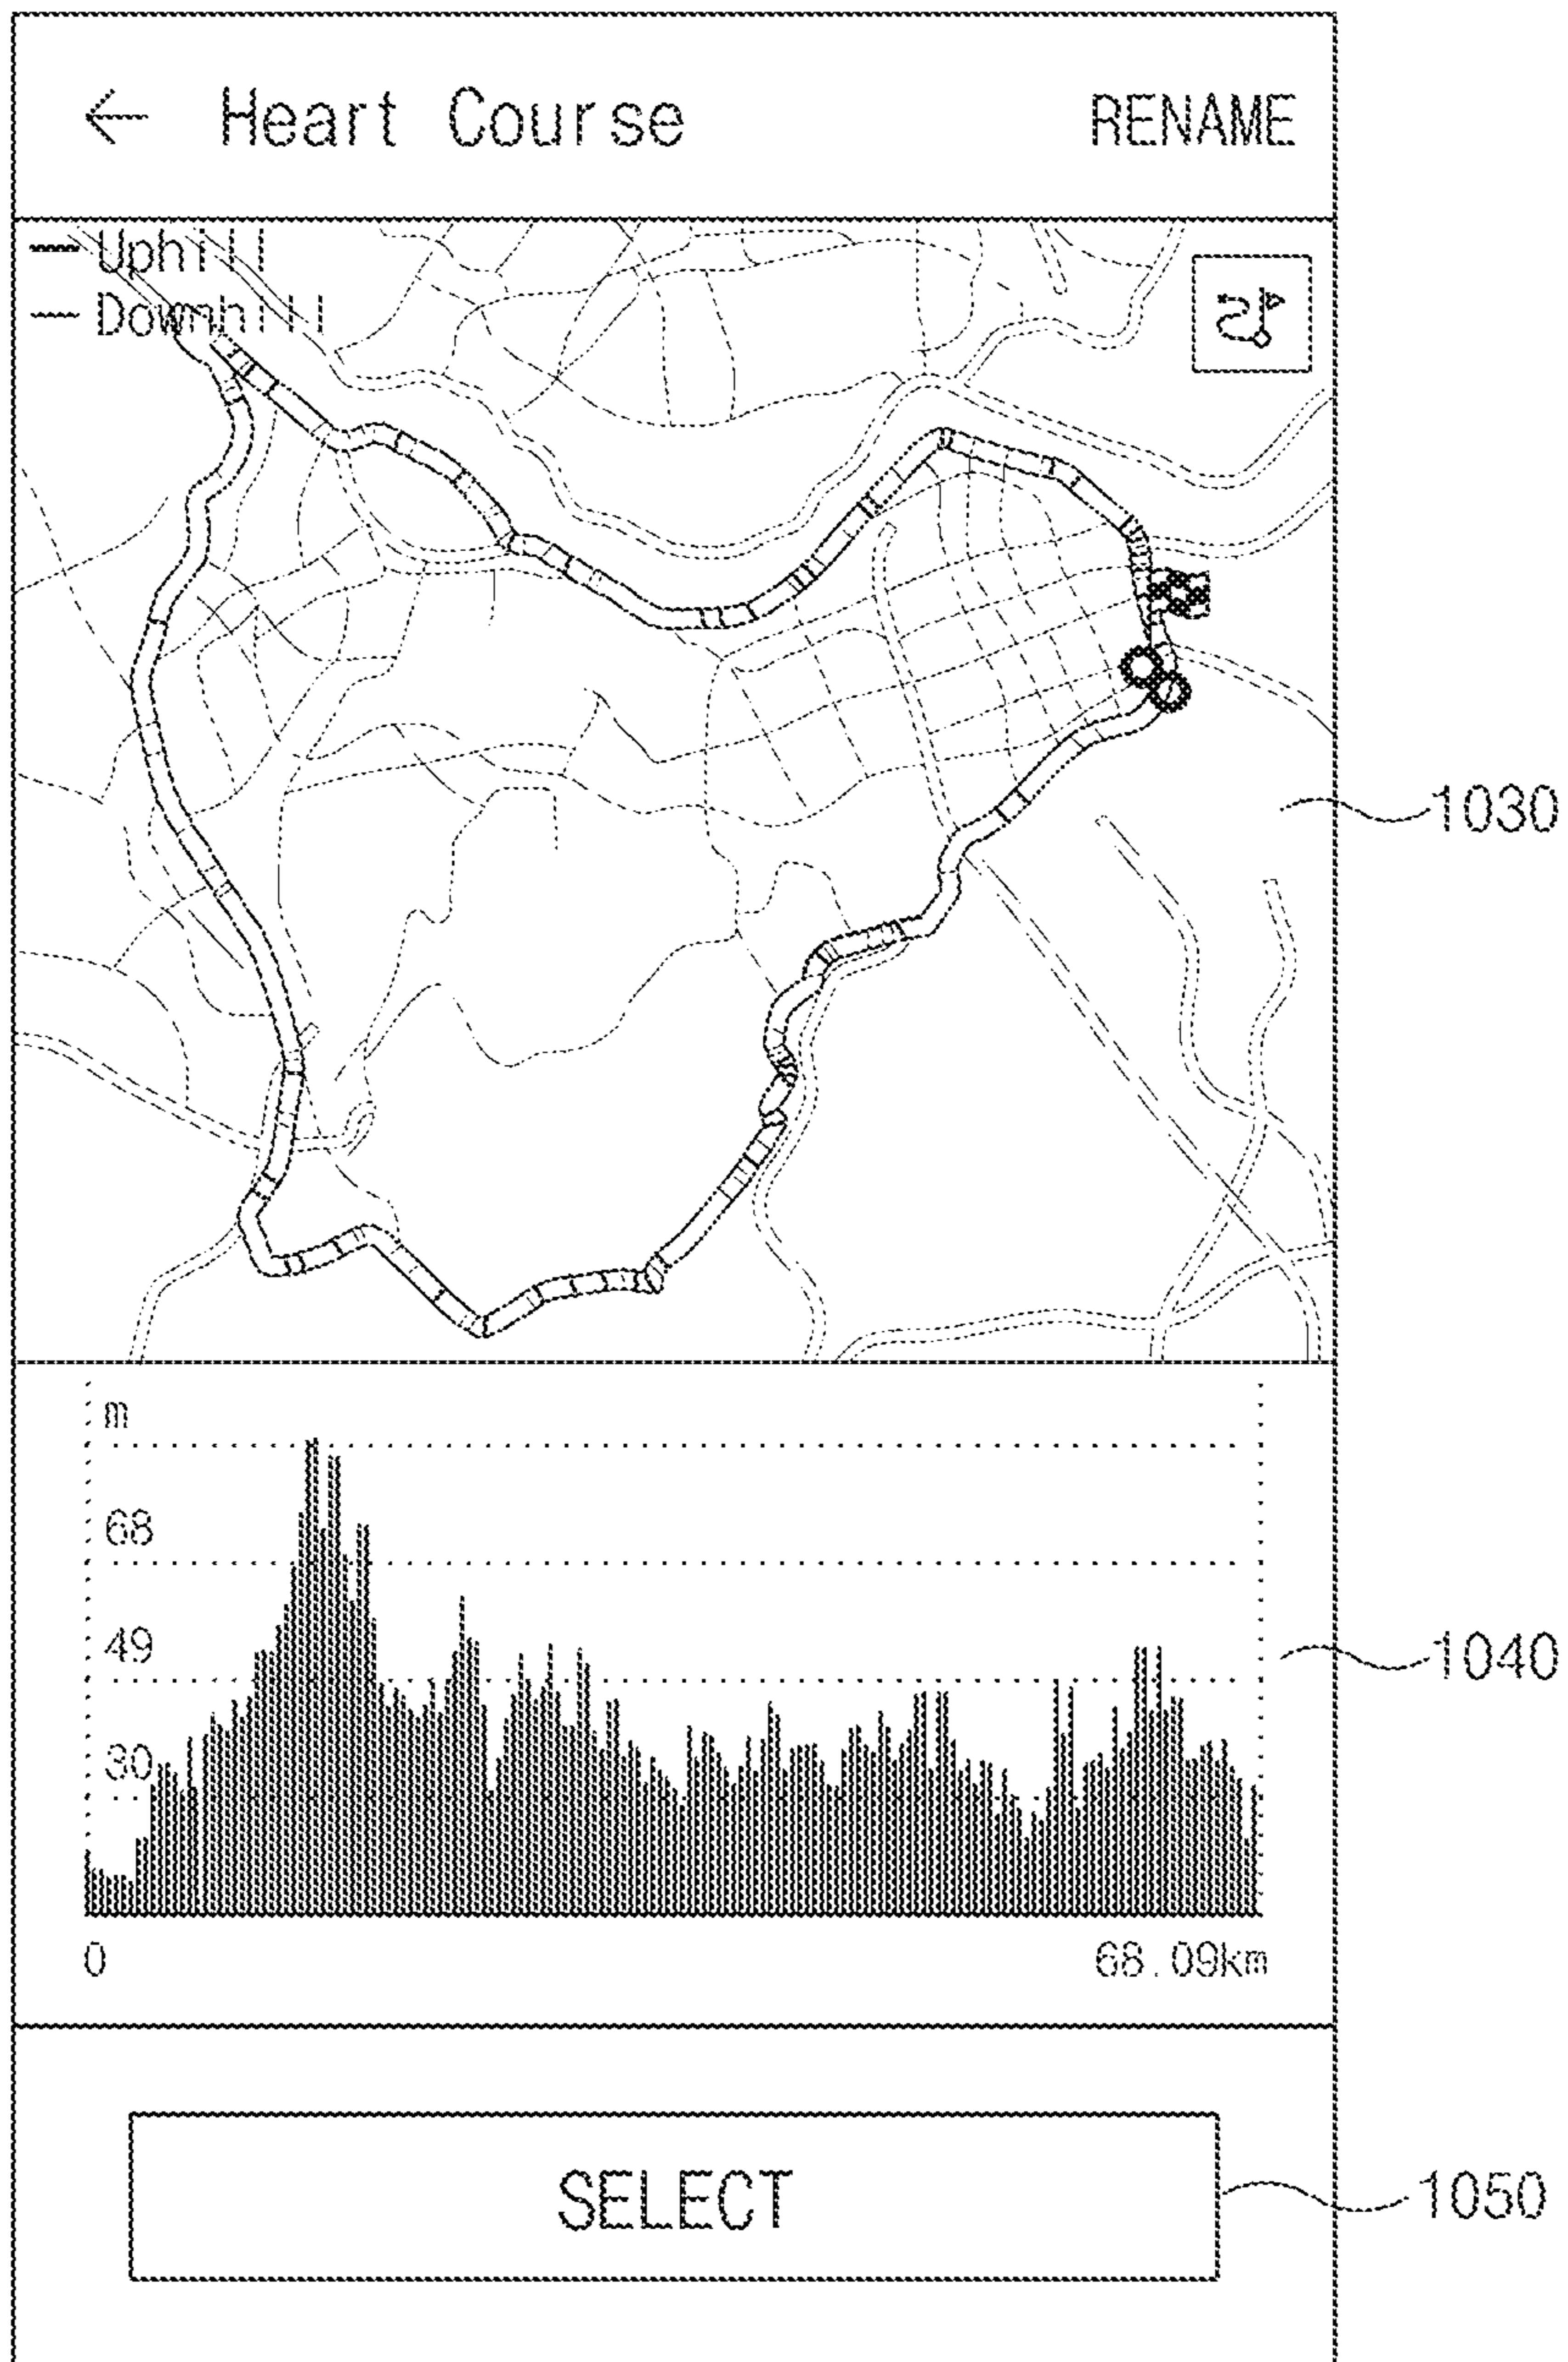 ← Heart Course RENAME
Uphill
Downhill
1030
m
68
49
1040
30
0 68.09km
SELECT
1050